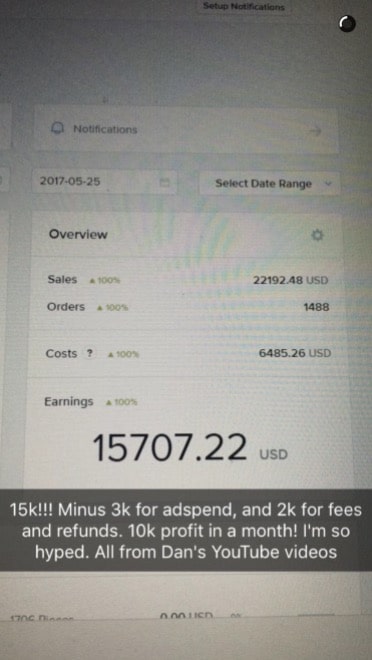 Setup Notifications
Notifications →
2017-05-25 Select Date Range
Overview
Sales ▲ 100% 22192.48 USD
Orders ▲ 100% 1488
Costs ? ▲ 100% 6485.26 USD
Earnings ▲ 100%
15707.22 USD
15k!!! Minus 3k for adspend, and 2k for fees
and refunds. 10k profit in a month! I'm so
hyped. All from Dan's YouTube videos
0.00 USD